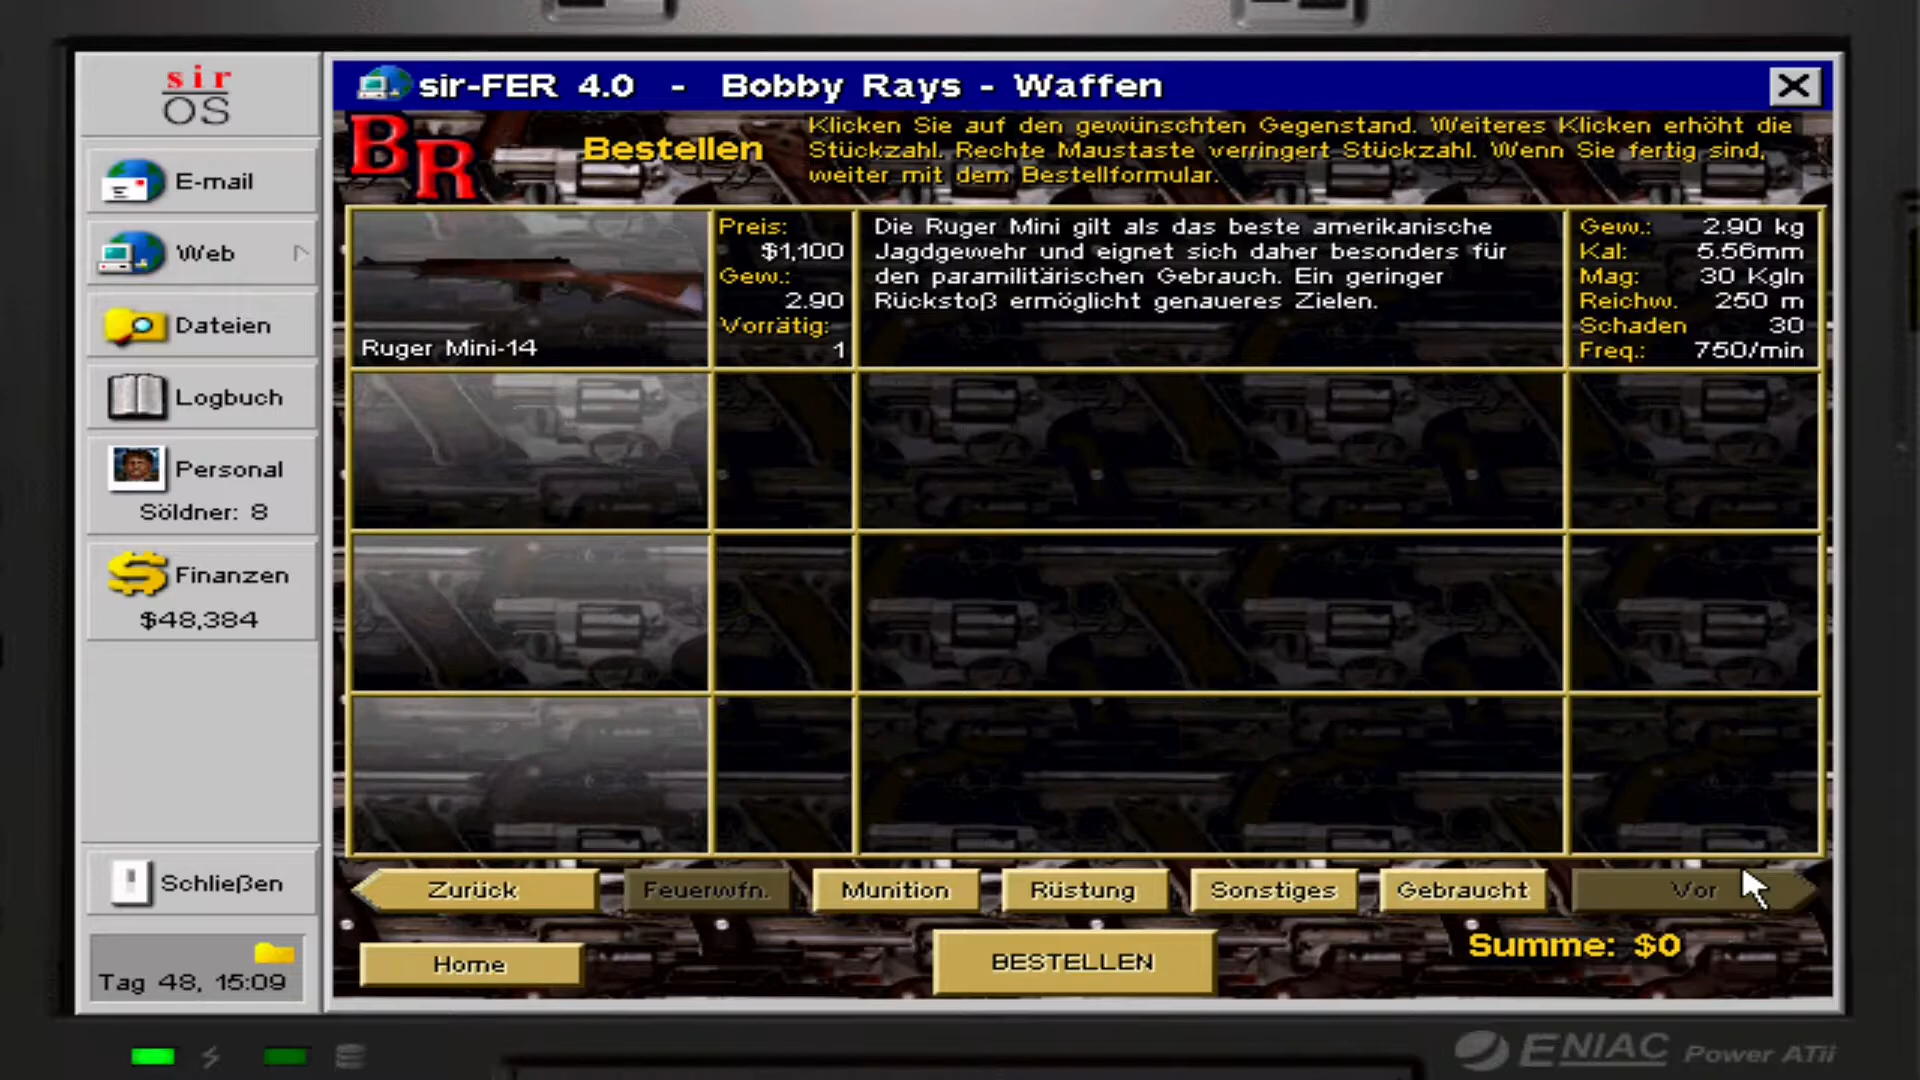 sir
OS
E-mail
Web
Dateien
Logbuch
Personal
Söldner: 8
Finanzen
$48,384
Schließen
Tag 48, 15:09
sir-FER 4.0 - Bobby Rays - Waffen
BR
Bestellen
Klicken Sie auf den gewünschten Gegenstand. Weiteres Klicken erhöht die
Stückzahl. Rechte Maustaste verringert Stückzahl. Wenn Sie fertig sind,
weiter mit dem Bestellformular.
Ruger Mini-14
Preis:
$1,100
Gew.:
2.90
Vorrätig:
1
Die Ruger Mini gilt als das beste amerikanische
Jagdgewehr und eignet sich daher besonders für
den paramilitärischen Gebrauch. Ein geringer
Rückstoß ermöglicht genaueres Zielen.
Gew.: 2.90 kg
Kal: 5.56mm
Mag: 30 Kgln
Reichw. 250 m
Schaden 30
Freq.: 750/min
Zurück
Feuerwfn.
Munition
Rüstung
Sonstiges
Gebraucht
Vor
Home
BESTELLEN
Summe: $0
ENIAC Power ATii